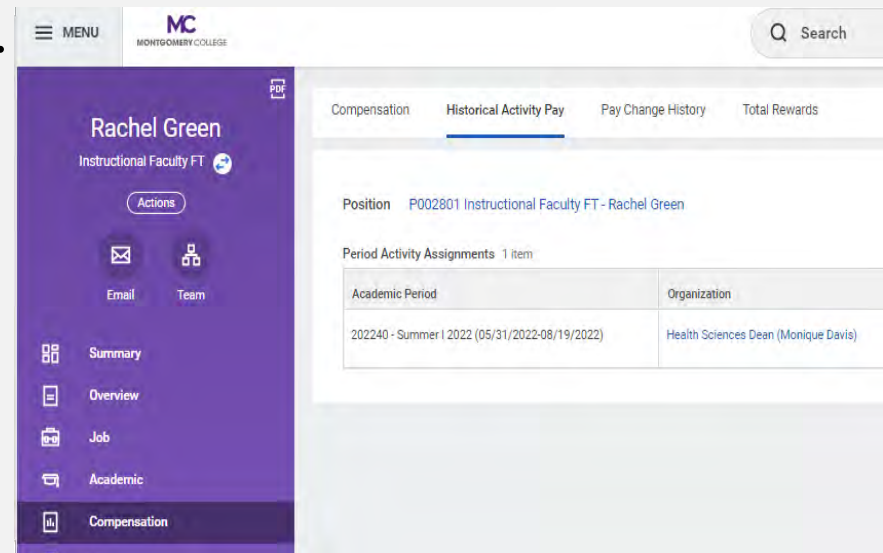 MENU
MC
MONTGOMERY COLLEGE
Search
PDF
Rachel Green
Instructional Faculty FT
Actions
Email Team
Summary
Overview
Job
Academic
Compensation
Compensation Historical Activity Pay Pay Change History Total Rewards
Position P002801 Instructional Faculty FT - Rachel Green
Period Activity Assignments 1 item
Academic Period Organization
202240 - Summer I 2022 (05/31/2022-08/19/2022) Health Sciences Dean (Monique Davis)